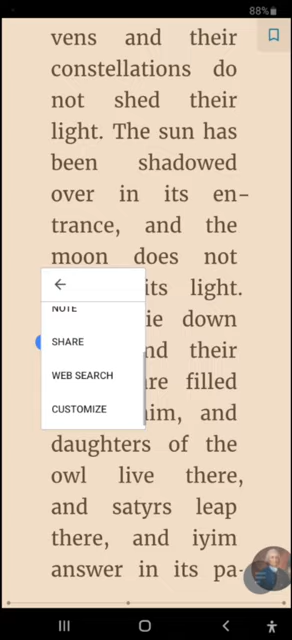 88%
vens and their
constellations do
not shed their
light. The sun has
been shadowed
over in its en-
trance, and the
moon does not
its light.
NOTE
ie down
SHARE
nd their
WEB SEARCH
re filled
CUSTOMIZE
im, and
daughters of the
owl live there,
and satyrs leap
there, and iyim
answer in its pa-